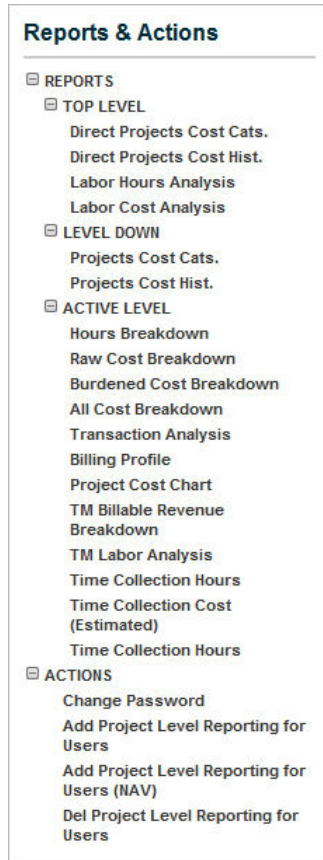 Reports & Actions
REPORTS
TOP LEVEL
Direct Projects Cost Cats.
Direct Projects Cost Hist.
Labor Hours Analysis
Labor Cost Analysis
LEVEL DOWN
Projects Cost Cats.
Projects Cost Hist.
ACTIVE LEVEL
Hours Breakdown
Raw Cost Breakdown
Burdened Cost Breakdown
All Cost Breakdown
Transaction Analysis
Billing Profile
Project Cost Chart
TM Billable Revenue
Breakdown
TM Labor Analysis
Time Collection Hours
Time Collection Cost
(Estimated)
Time Collection Hours
ACTIONS
Change Password
Add Project Level Reporting for
Users
Add Project Level Reporting for
Users (NAV)
Del Project Level Reporting for
Users